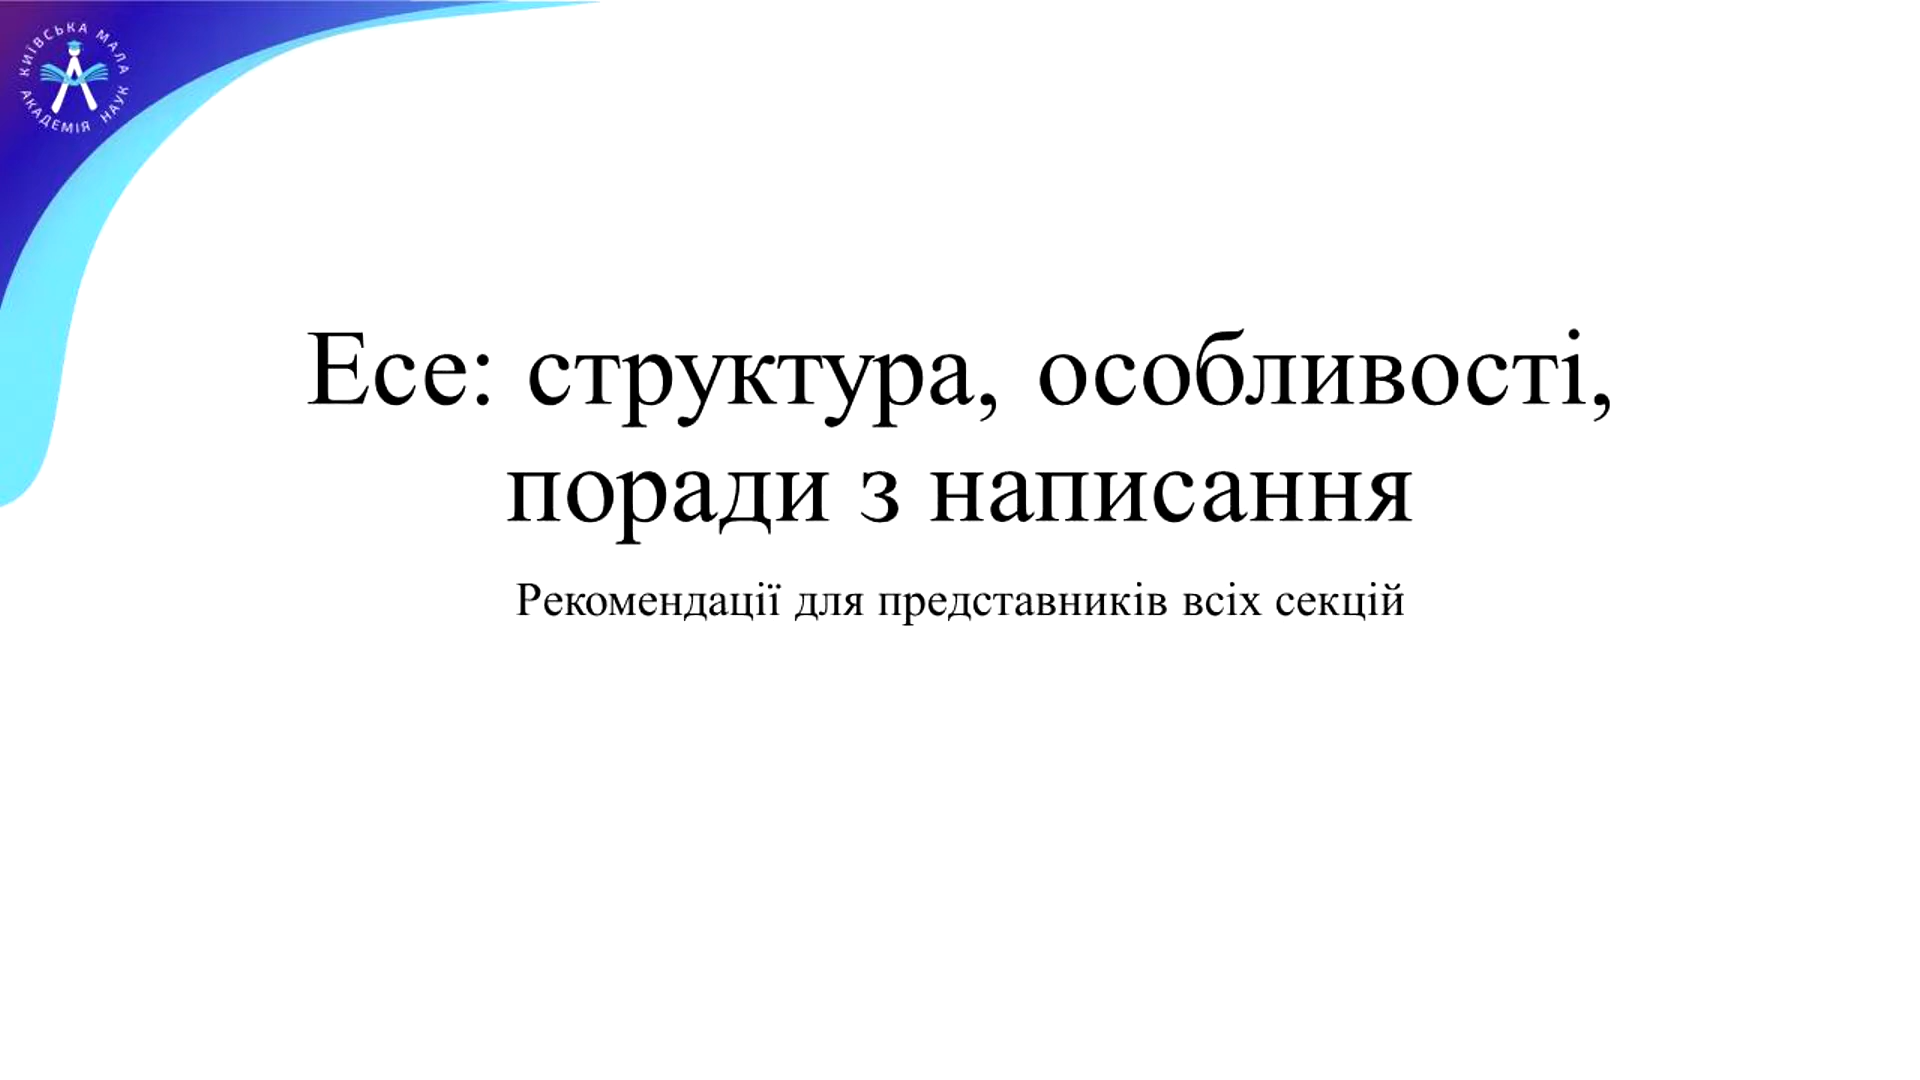 КИЇВСЬКА МАЛА
АКАДЕМІЯ НАУК
Есе: структура, особливості,
поради з написання
Рекомендації для представників всіх секцій